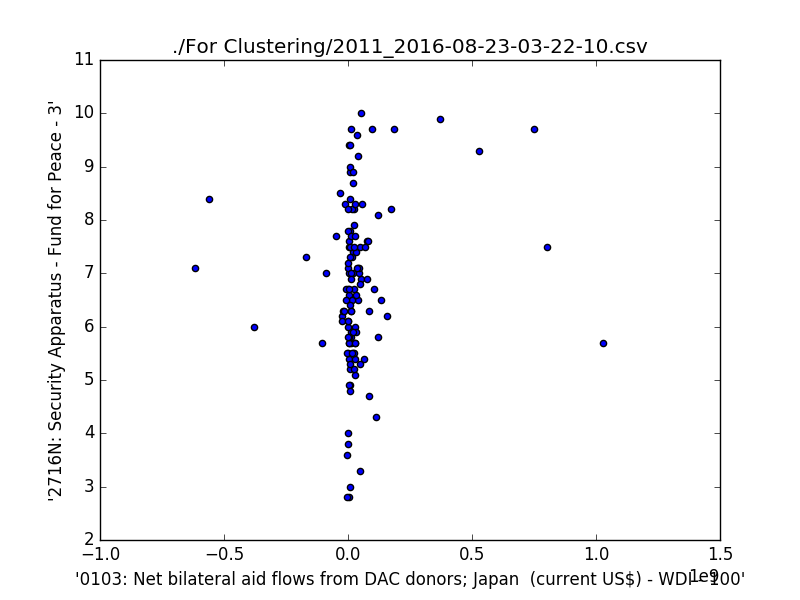 ./For Clustering/2011_2016-08-23-03-22-10.csv
'2716N: Security Apparatus - Fund for Peace - 3'
11
10
9
8
7
6
5
4
3
2
−1.0 −0.5 0.0 0.5 1.0 1.5
1e9
'0103: Net bilateral aid flows from DAC donors; Japan  (current US$) - WDI - 100'